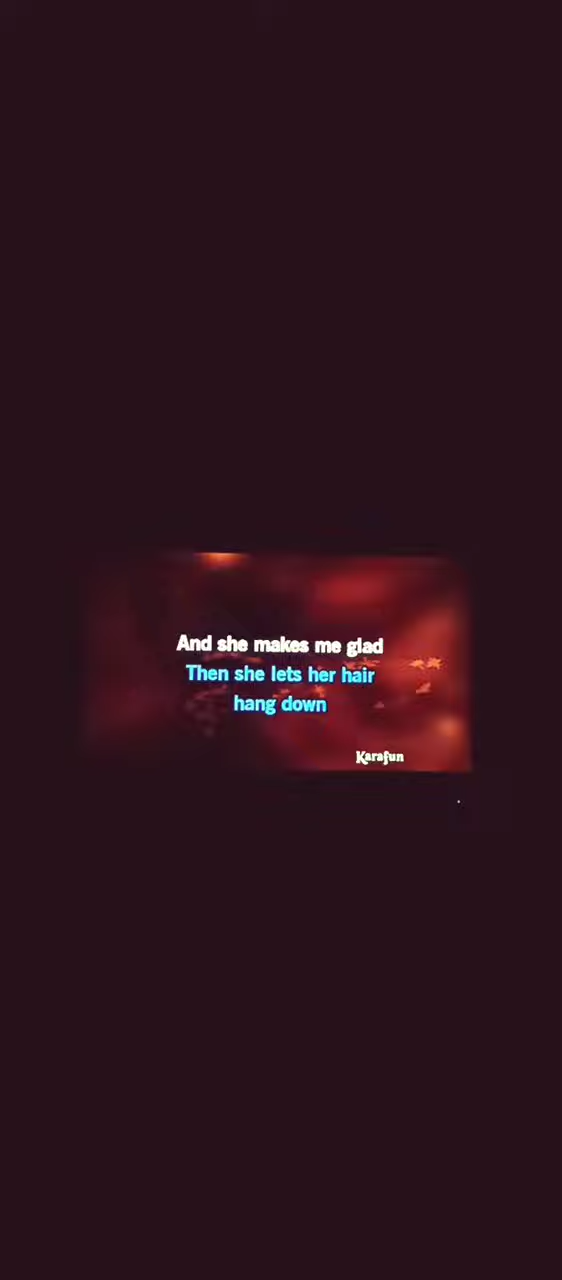 And she makes me glad
Then she lets her hair
hang down
Karafun